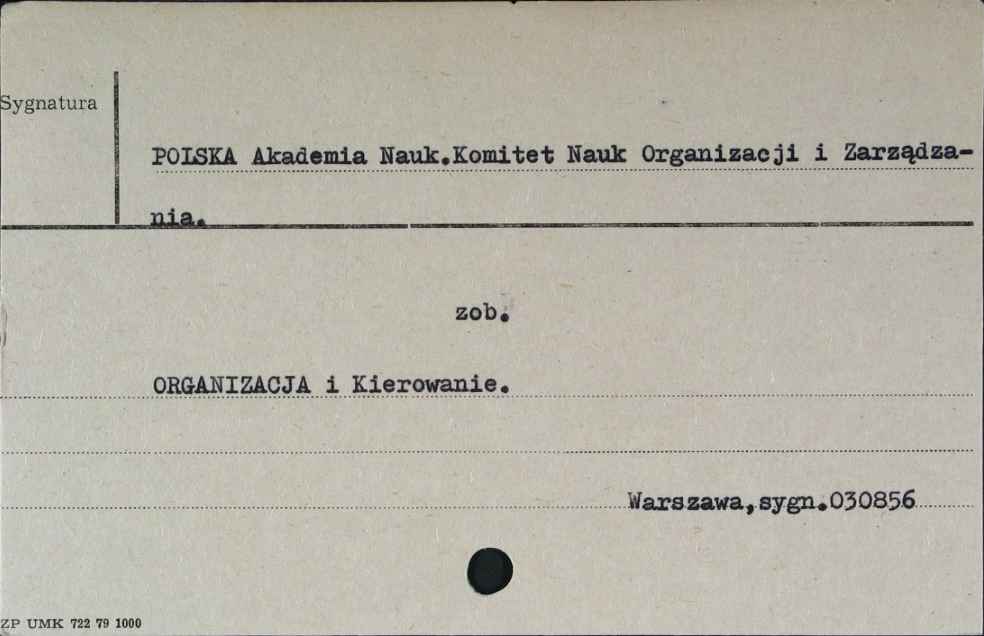 Sygnatura
POLSKA Akademia Nauk.Komitet Nauk Organizacji i Zarządza-
nia.
zob.
ORGANIZACJA i Kierowanie.
Warszawa,sygn.030856
ZP UMK 722 79 1000